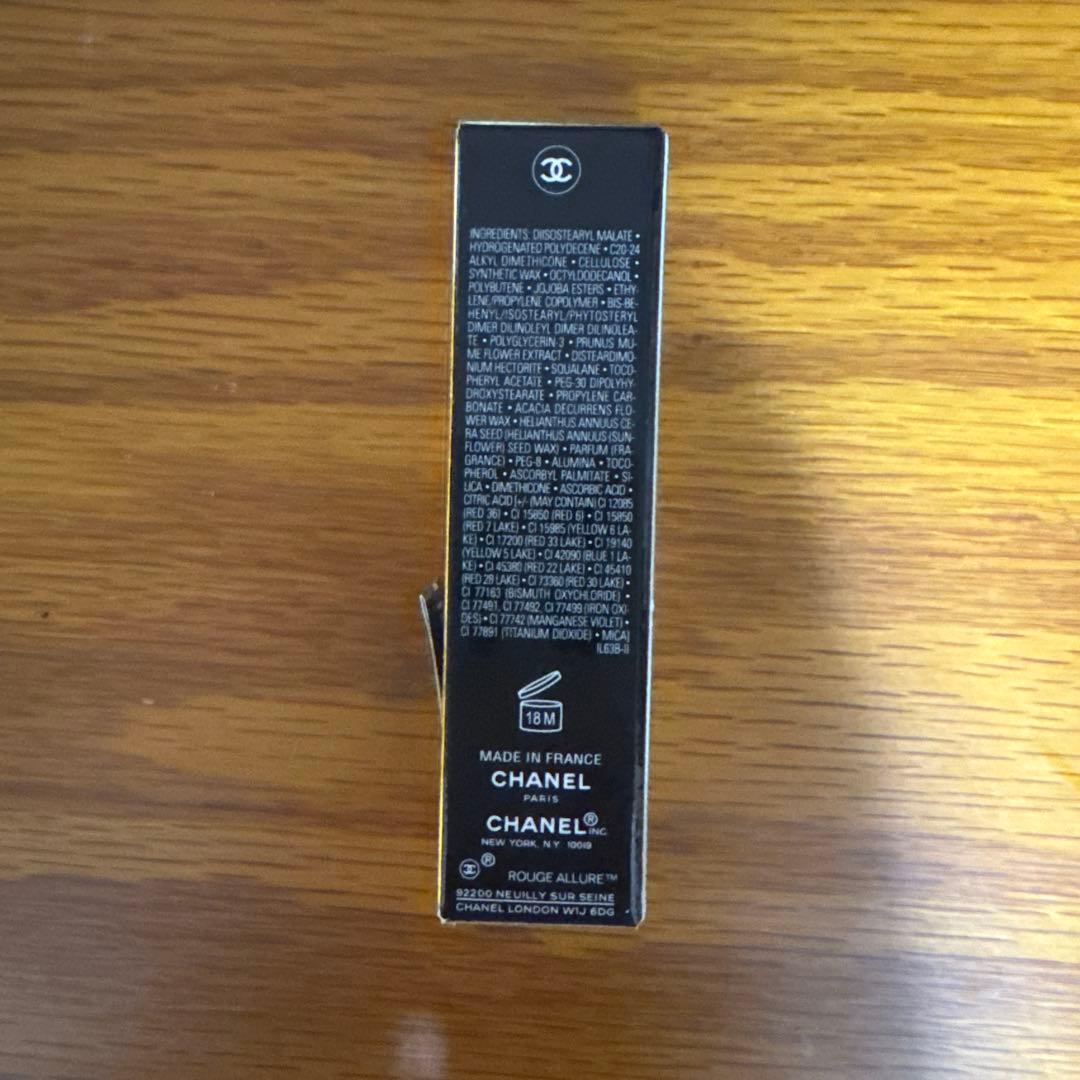 INGREDIENTS: DIISOSTEARYL MALATE •
HYDROGENATED POLYDECENE • C20-24
ALKYL DIMETHICONE • CELLULOSE •
SYNTHETIC WAX • OCTYLDODECANOL •
POLYBUTENE • JOJOBA ESTERS • ETHY-
LENE/PROPYLENE COPOLYMER • BIS-BE-
HENYL/ISOSTEARYL/PHYTOSTERYL
DIMER DILINOLEYL DIMER DILINOLEA-
TE • POLYGLYCERIN-3 • PRUNUS MU-
ME FLOWER EXTRACT • DISTEARDIMO-
NIUM HECTORITE • SQUALANE • TOCO-
PHERYL ACETATE • PEG-30 DIPOLYHY-
DROXYSTEARATE • PROPYLENE CAR-
BONATE • ACACIA DECURRENS FLO-
WER WAX • HELIANTHUS ANNUUS CE-
RA SEED (HELIANTHUS ANNUUS (SUN-
FLOWER) SEED WAX) • PARFUM (FRA-
GRANCE) • PEG-8 • ALUMINA • TOCO-
PHEROL • ASCORBYL PALMITATE • SI-
LICA • DIMETHICONE • ASCORBIC ACID •
CITRIC ACID [+/- (MAY CONTAIN) CI 12085
(RED 36) • CI 15850 (RED 6) • CI 15850
(RED 7 LAKE) • CI 15985 (YELLOW 6 LA-
KE) • CI 17200 (RED 33 LAKE) • CI 19140
(YELLOW 5 LAKE) • CI 42090 (BLUE 1 LA-
KE) • CI 45380 (RED 22 LAKE) • CI 45410
(RED 28 LAKE) • CI 73360 (RED 30 LAKE) •
CI 77163 (BISMUTH OXYCHLORIDE) •
CI 77491, CI 77492, CI 77499 (IRON OXI-
DES) • CI 77742 (MANGANESE VIOLET) •
CI 77891 (TITANIUM DIOXIDE) • MICA]
IL63B-II
18 M
MADE IN FRANCE
CHANEL
PARIS
CHANEL® INC.
NEW YORK, N.Y. 10019
®
ROUGE ALLURE™
92200 NEUILLY SUR SEINE
CHANEL LONDON W1J 6DG